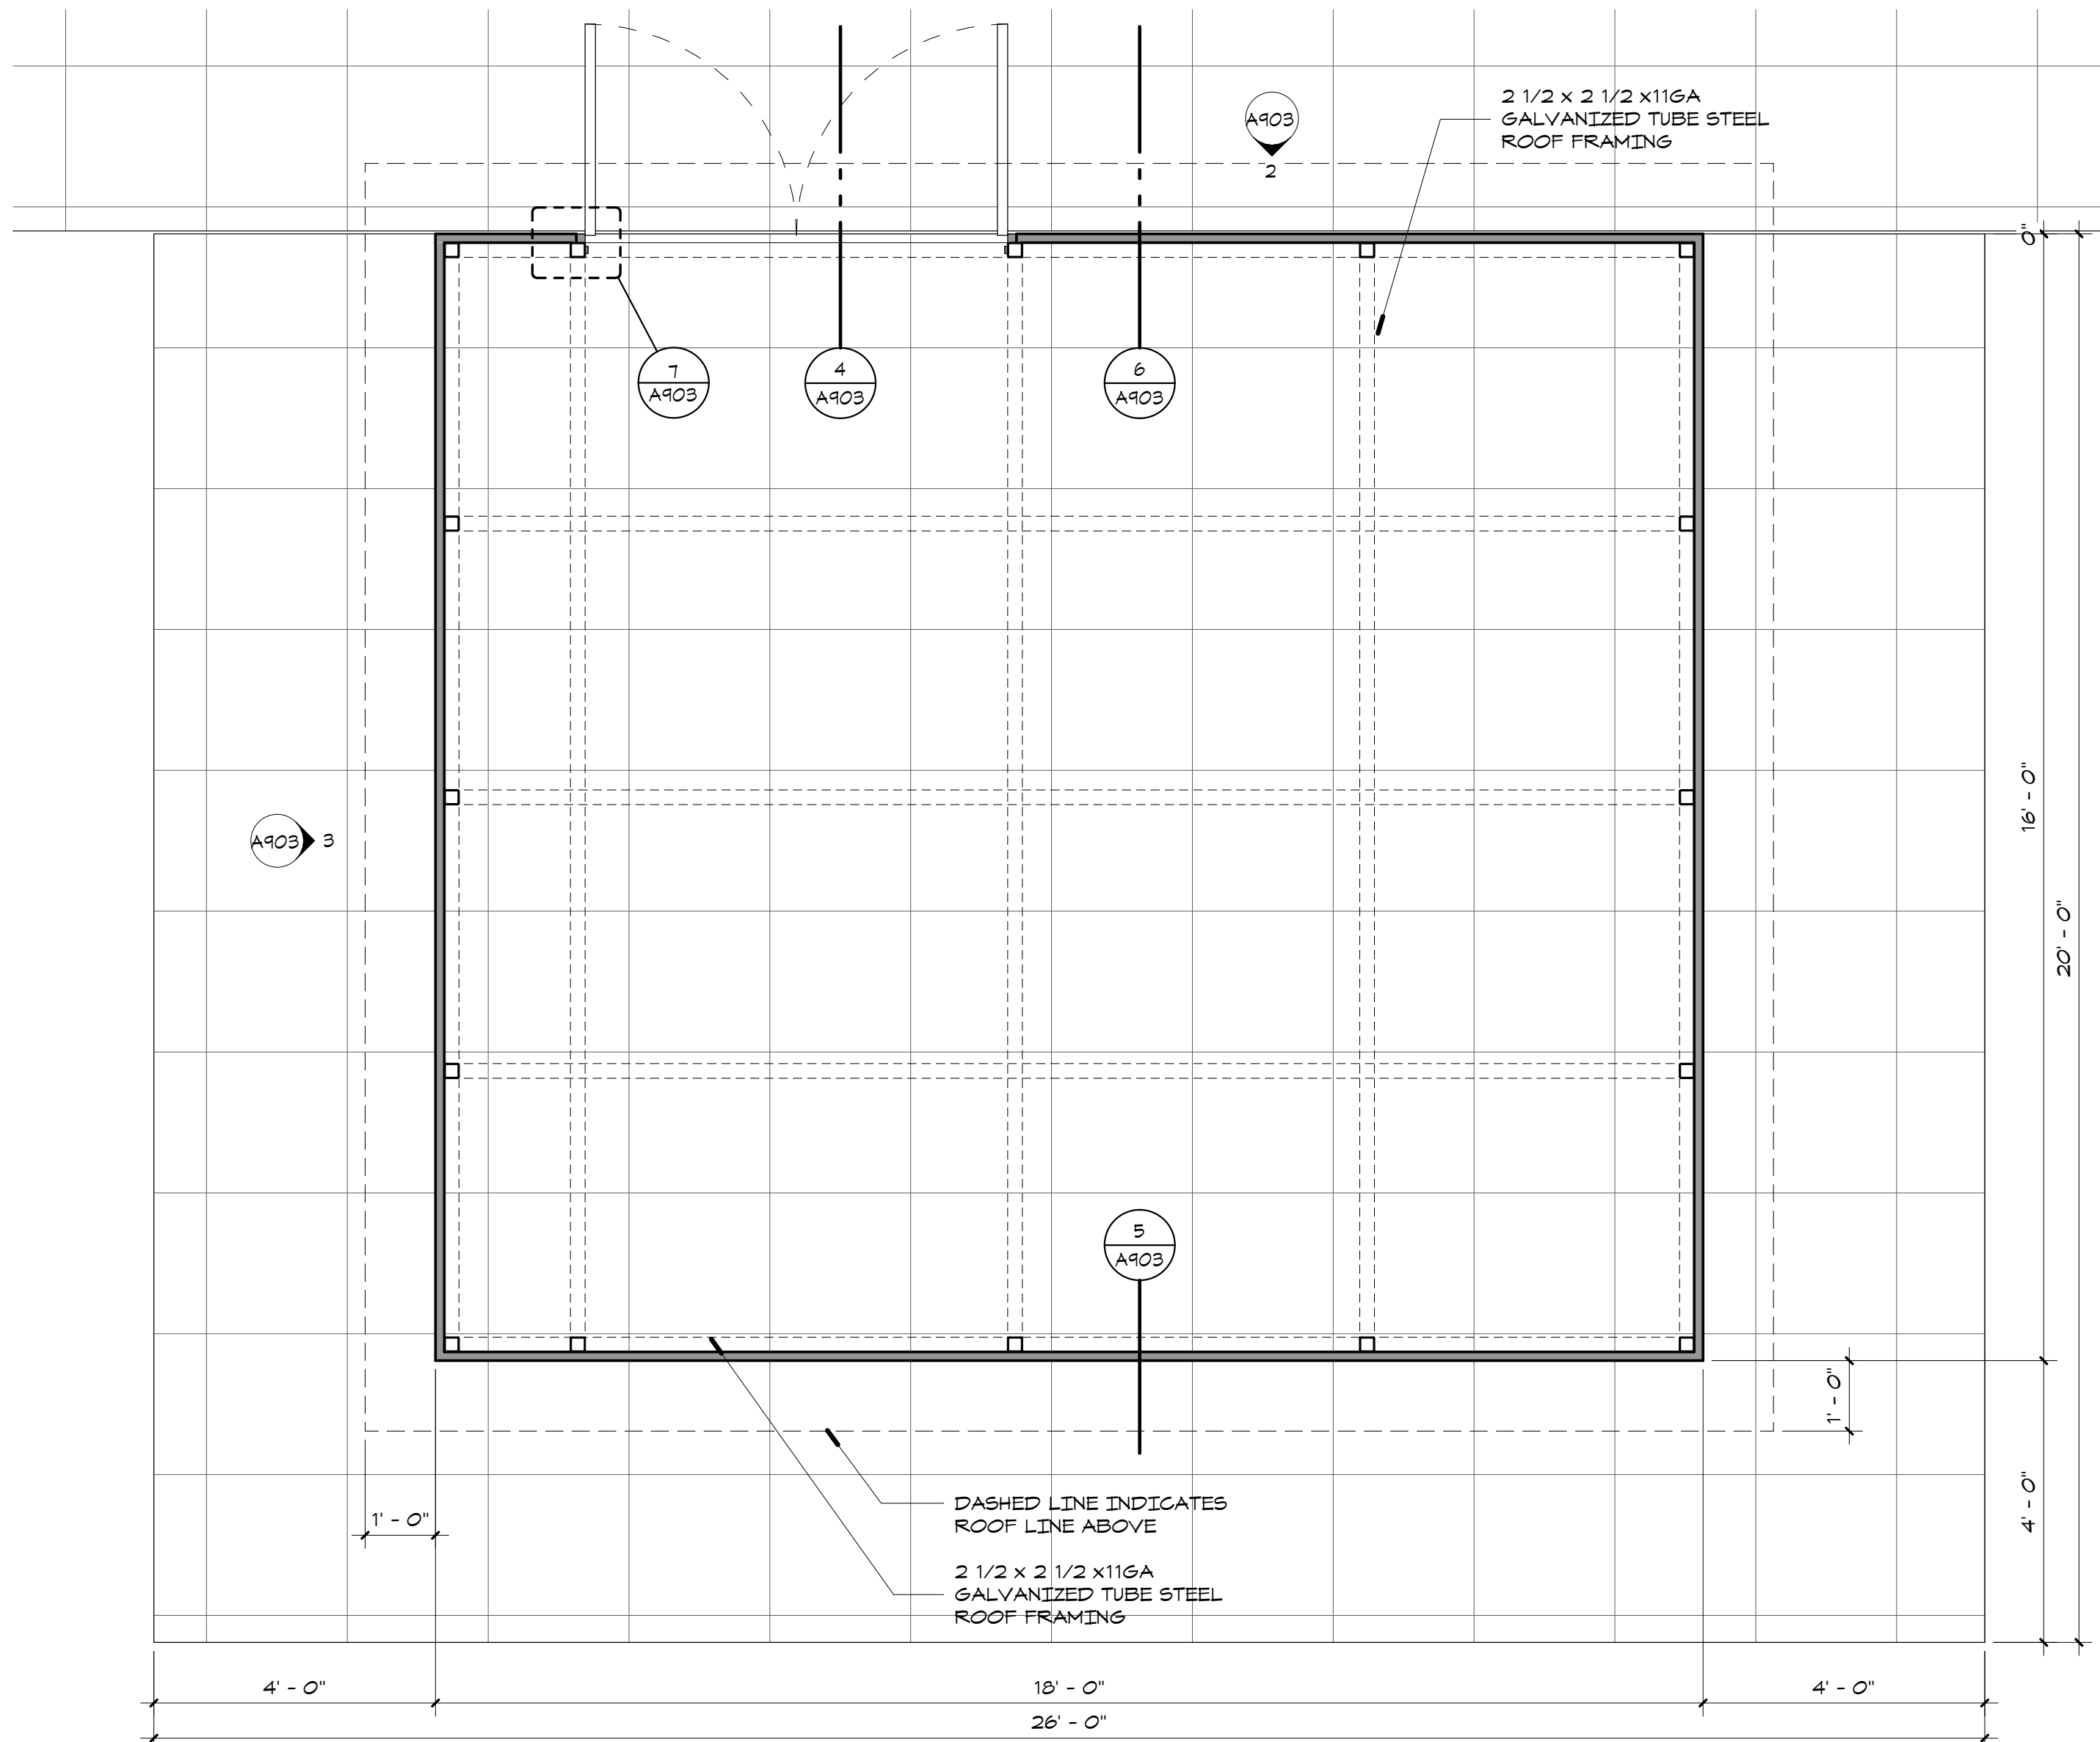 2 1/2 x 2 1/2 x11GA
GALVANIZED TUBE STEEL
ROOF FRAMING
A903
2
0"
7
A903
4
A903
6
A903
16' - 0"
20' - 0"
A903
3
5
A903
1' - 0"
4' - 0"
1' - 0"
DASHED LINE INDICATES
ROOF LINE ABOVE
2 1/2 x 2 1/2 x11GA
GALVANIZED TUBE STEEL
ROOF FRAMING
4' - 0"
18' - 0"
4' - 0"
26' - 0"